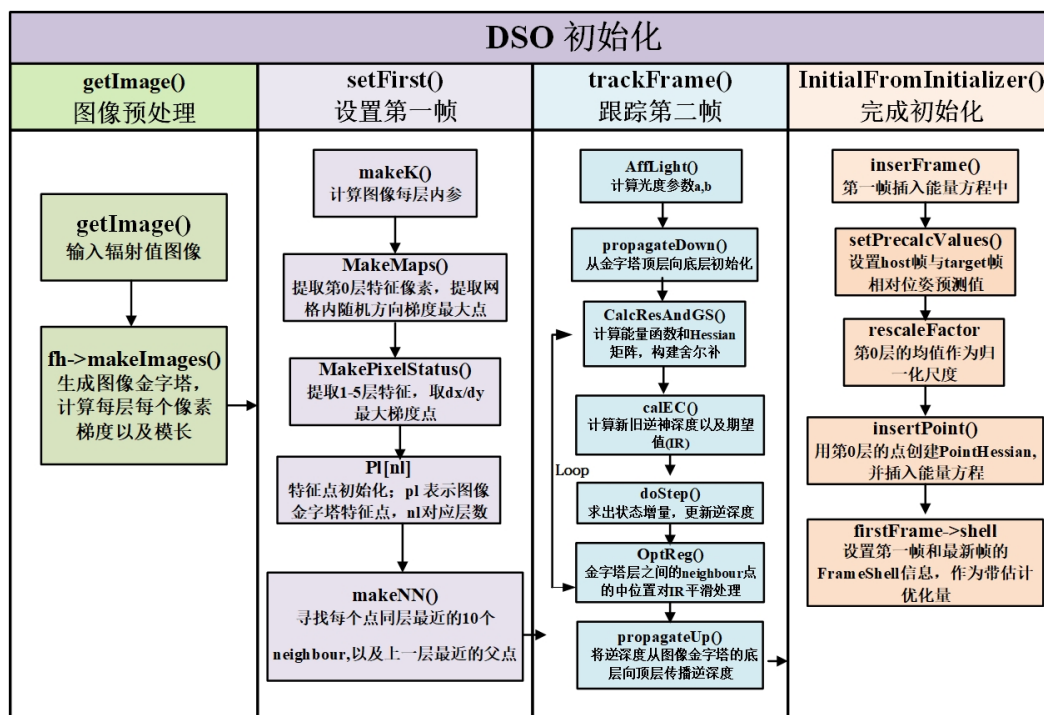 DSO 初始化
getImage()
图像预处理
getImage()
输入辐射值图像
fh->makeImages()
生成图像金字塔，
计算每层每个像素
梯度以及模长
setFirst()
设置第一帧
makeK()
计算图像每层内参
MakeMaps()
提取第0层特征像素，提取网
格内随机方向梯度最大点
MakePixelStatus()
提取1-5层特征，取dx/dy
最大梯度点
Pl[nl]
特征点初始化；pl 表示图像
金字塔特征点，nl对应层数
makeNN()
寻找每个点同层最近的10个
neighbour,以及上一层最近的父点
trackFrame()
跟踪第二帧
AffLight()
计算光度参数a,b
propagateDown()
从金字塔顶层向底层初始化
CalcResAndGS()
计算能量函数和Hessian
矩阵，构建舍尔补
calEC()
计算新旧逆神深度以及期望
值(IR)
Loop
doStep()
求出状态增量，更新逆深度
OptReg()
金字塔层之间的neighbour点
的中位置对IR平滑处理
propagateUp()
将逆深度从图像金字塔的底
层向顶层传播逆深度
InitialFromInitializer()
完成初始化
inserFrame()
第一帧插入能量方程中
setPrecalcValues()
设置host帧与target帧
相对位姿预测值
rescaleFactor
第0层的均值作为归
一化尺度
insertPoint()
用第0层的点创建PointHessian,
并插入能量方程
firstFrame->shell
设置第一帧和最新帧的
FrameShell信息，作为带估计
优化量